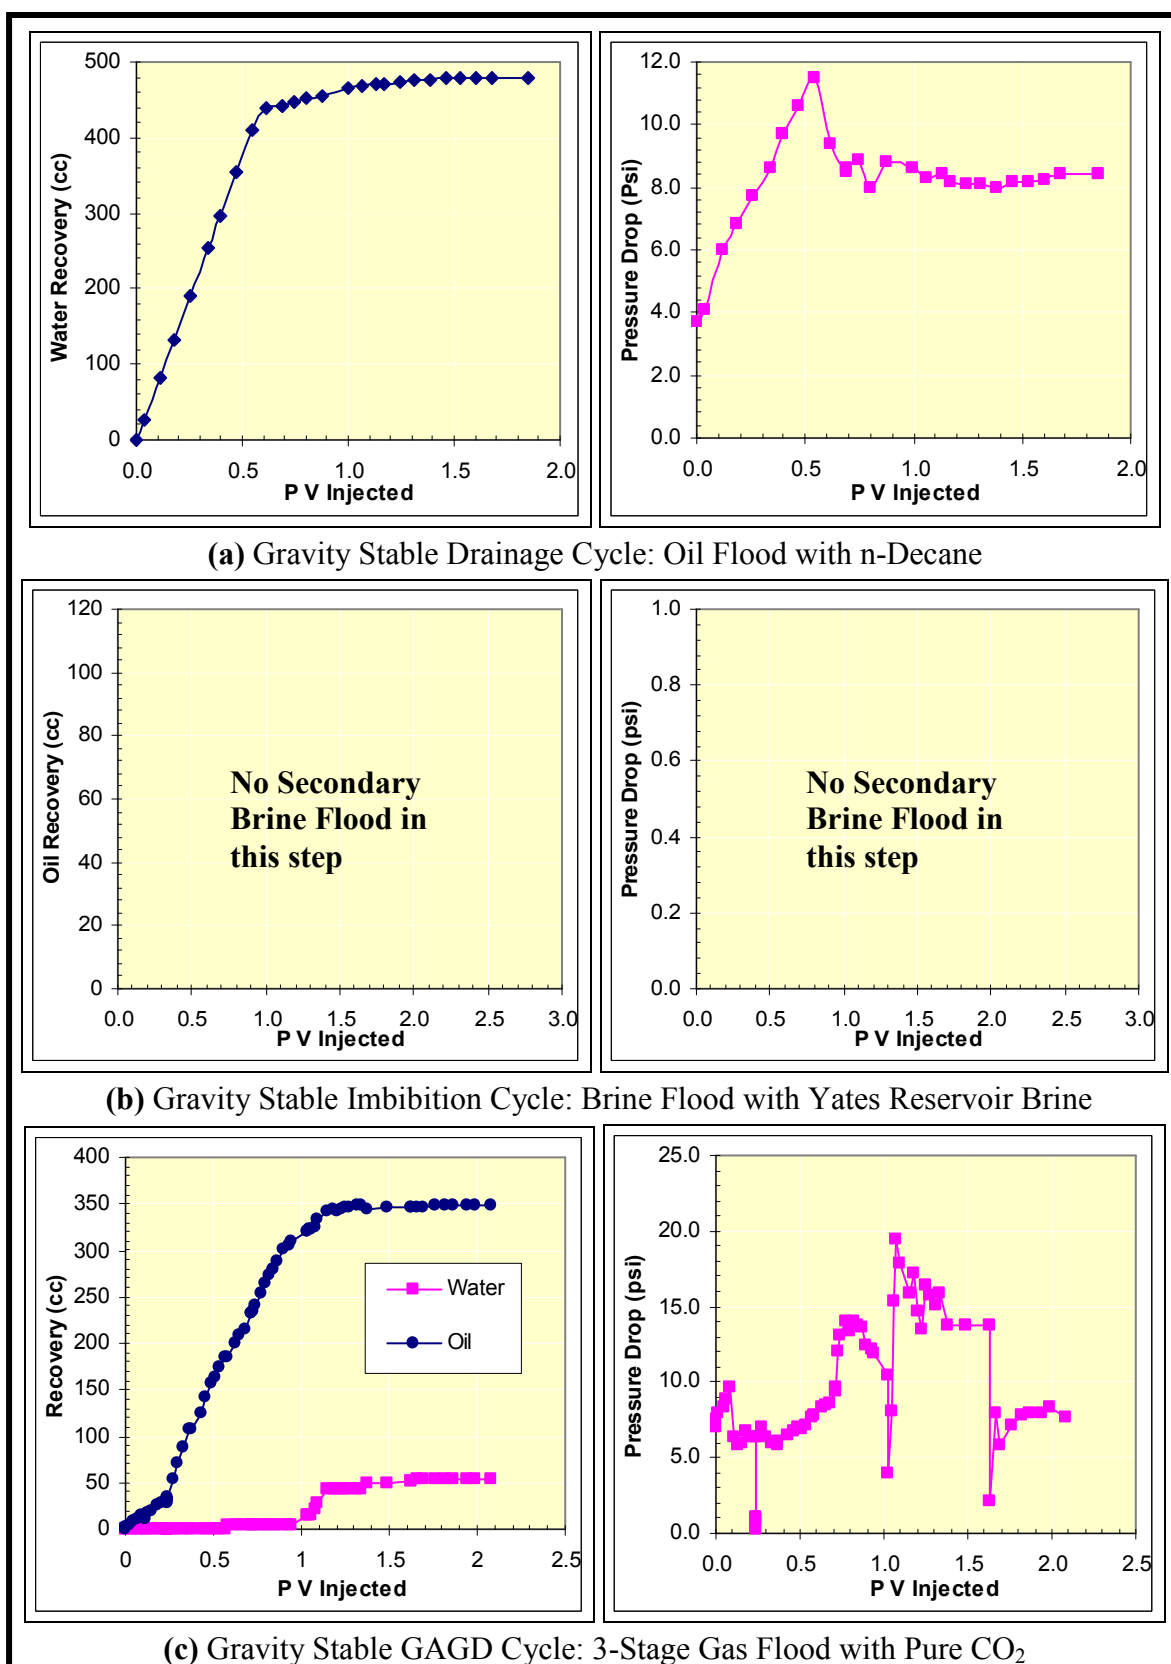 500
400
300
200
100
0
Water Recovery (cc)
0.0 0.5 1.0 1.5 2.0
P V Injected
12.0
10.0
8.0
6.0
4.0
2.0
0.0
Pressure Drop (Psi)
0.0 0.5 1.0 1.5 2.0
P V Injected
(a) Gravity Stable Drainage Cycle: Oil Flood with n-Decane
120
100
80
60
40
20
0
Oil Recovery (cc)
No Secondary
Brine Flood in
this step
0.0 0.5 1.0 1.5 2.0 2.5 3.0
P V Injected
1.0
0.8
0.6
0.4
0.2
0.0
Pressure Drop (psi)
No Secondary
Brine Flood in
this step
0.0 0.5 1.0 1.5 2.0 2.5 3.0
P V Injected
(b) Gravity Stable Imbibition Cycle: Brine Flood with Yates Reservoir Brine
400
350
300
250
200
150
100
50
0
Recovery (cc)
Water
Oil
0 0.5 1 1.5 2 2.5
P V Injected
25.0
20.0
15.0
10.0
5.0
0.0
Pressure Drop (psi)
0.0 0.5 1.0 1.5 2.0 2.5
P V Injected
(c) Gravity Stable GAGD Cycle: 3-Stage Gas Flood with Pure CO2